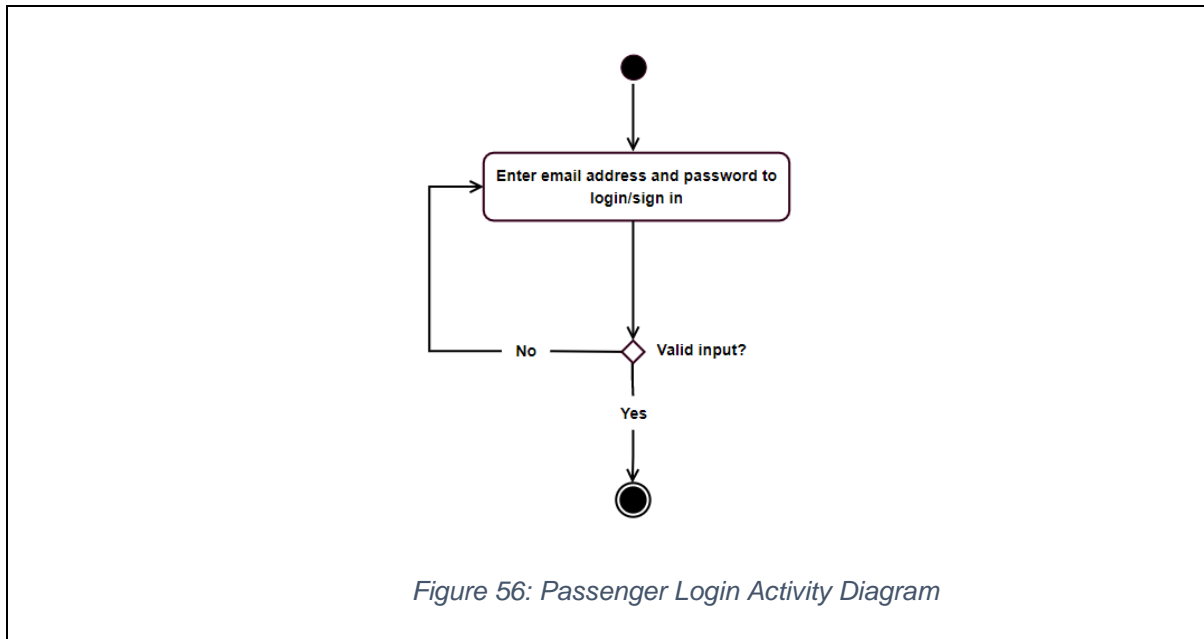 Enter email address and password to
login/sign in
No
Valid input?
Yes
Figure 56: Passenger Login Activity Diagram